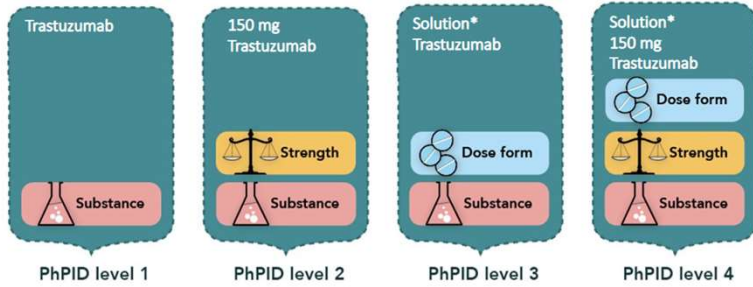 Trastuzumab
Substance
PhPID level 1
150 mg
Trastuzumab
Strength
Substance
PhPID level 2
Solution*
Trastuzumab
Dose form
Substance
PhPID level 3
Solution*
150 mg
Trastuzumab
Dose form
Strength
Substance
PhPID level 4